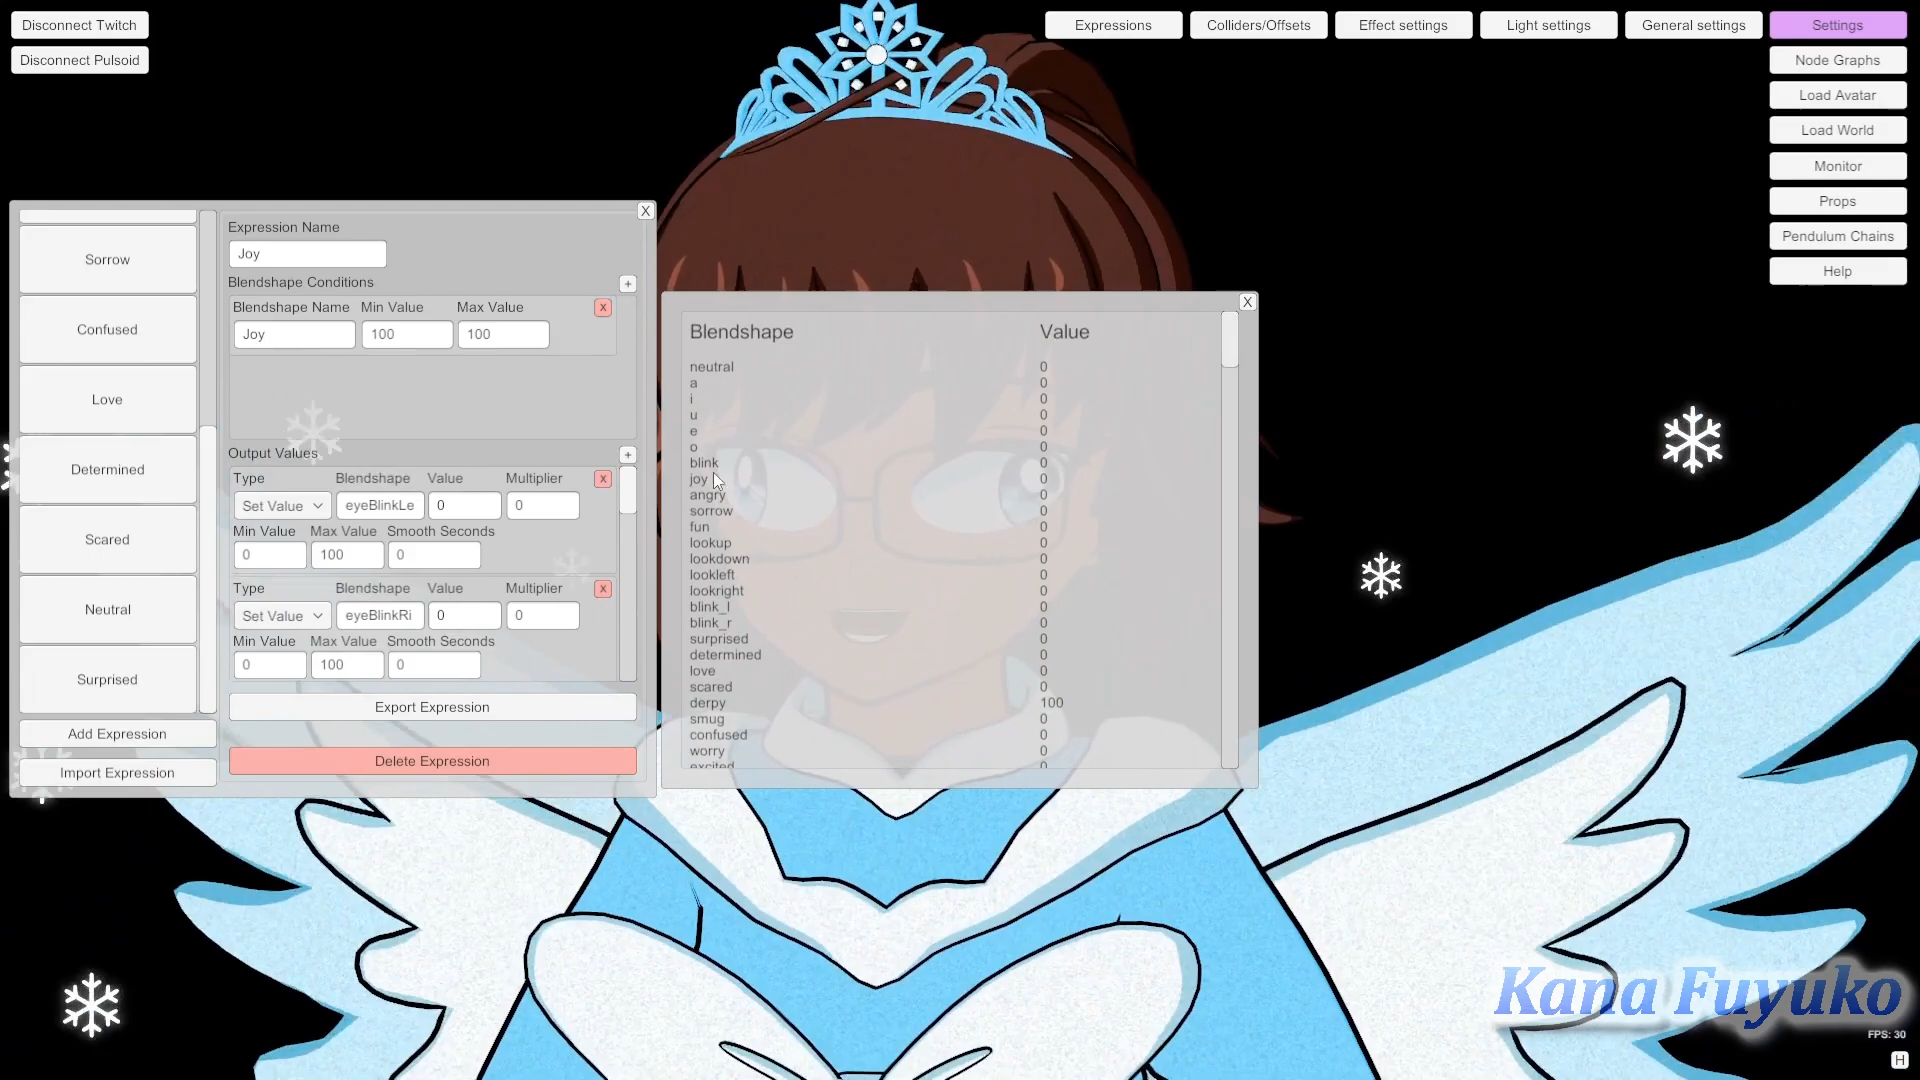 Disconnect Twitch
Disconnect Pulsoid
Expressions
Colliders/Offsets
Effect settings
Light settings
General settings
Settings
Node Graphs
Load Avatar
Load World
Monitor
Props
Pendulum Chains
Help
X
Sorrow
Confused
Love
Determined
Scared
Neutral
Surprised
Add Expression
Import Expression
Expression Name
Joy
Blendshape Conditions
+
Blendshape Name Min Value Max Value X
Joy 100 100
Output Values
+
Type Blendshape Value Multiplier X
Set Value eyeBlinkLe 0 0
Min Value Max Value Smooth Seconds
0 100 0
Type Blendshape Value Multiplier X
Set Value eyeBlinkRi 0 0
Min Value Max Value Smooth Seconds
0 100 0
Export Expression
Delete Expression
X
Blendshape Value
neutral 0
a 0
i 0
u 0
e 0
o 0
blink 0
joy 0
angry 0
sorrow 0
fun 0
lookup 0
lookdown 0
lookleft 0
lookright 0
blink_l 0
blink_r 0
surprised 0
determined 0
love 0
scared 0
derpy 100
smug 0
confused 0
worry 0
excited 0
Kana Fuyuko
FPS: 30
H